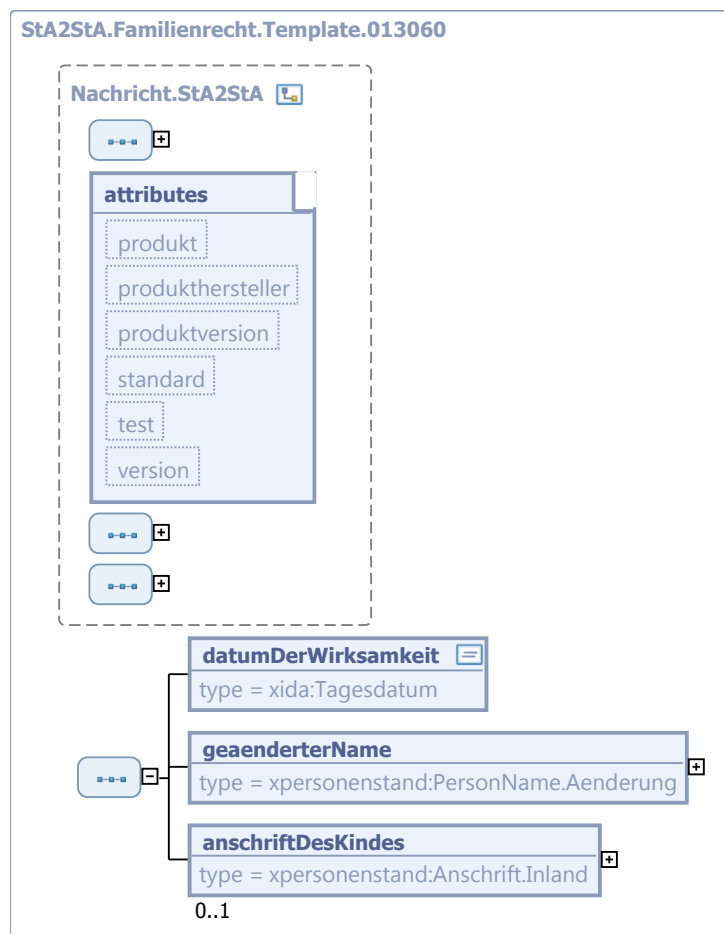 StA2StA.Familienrecht.Template.013060
Nachricht.StA2StA
attributes
produkt
produkthersteller
produktversion
standard
test
version
datumDerWirksamkeit
type = xida:Tagesdatum
geaenderterName
type = xpersonenstand:PersonName.Aenderung
anschriftDesKindes
type = xpersonenstand:Anschrift.Inland
0..1